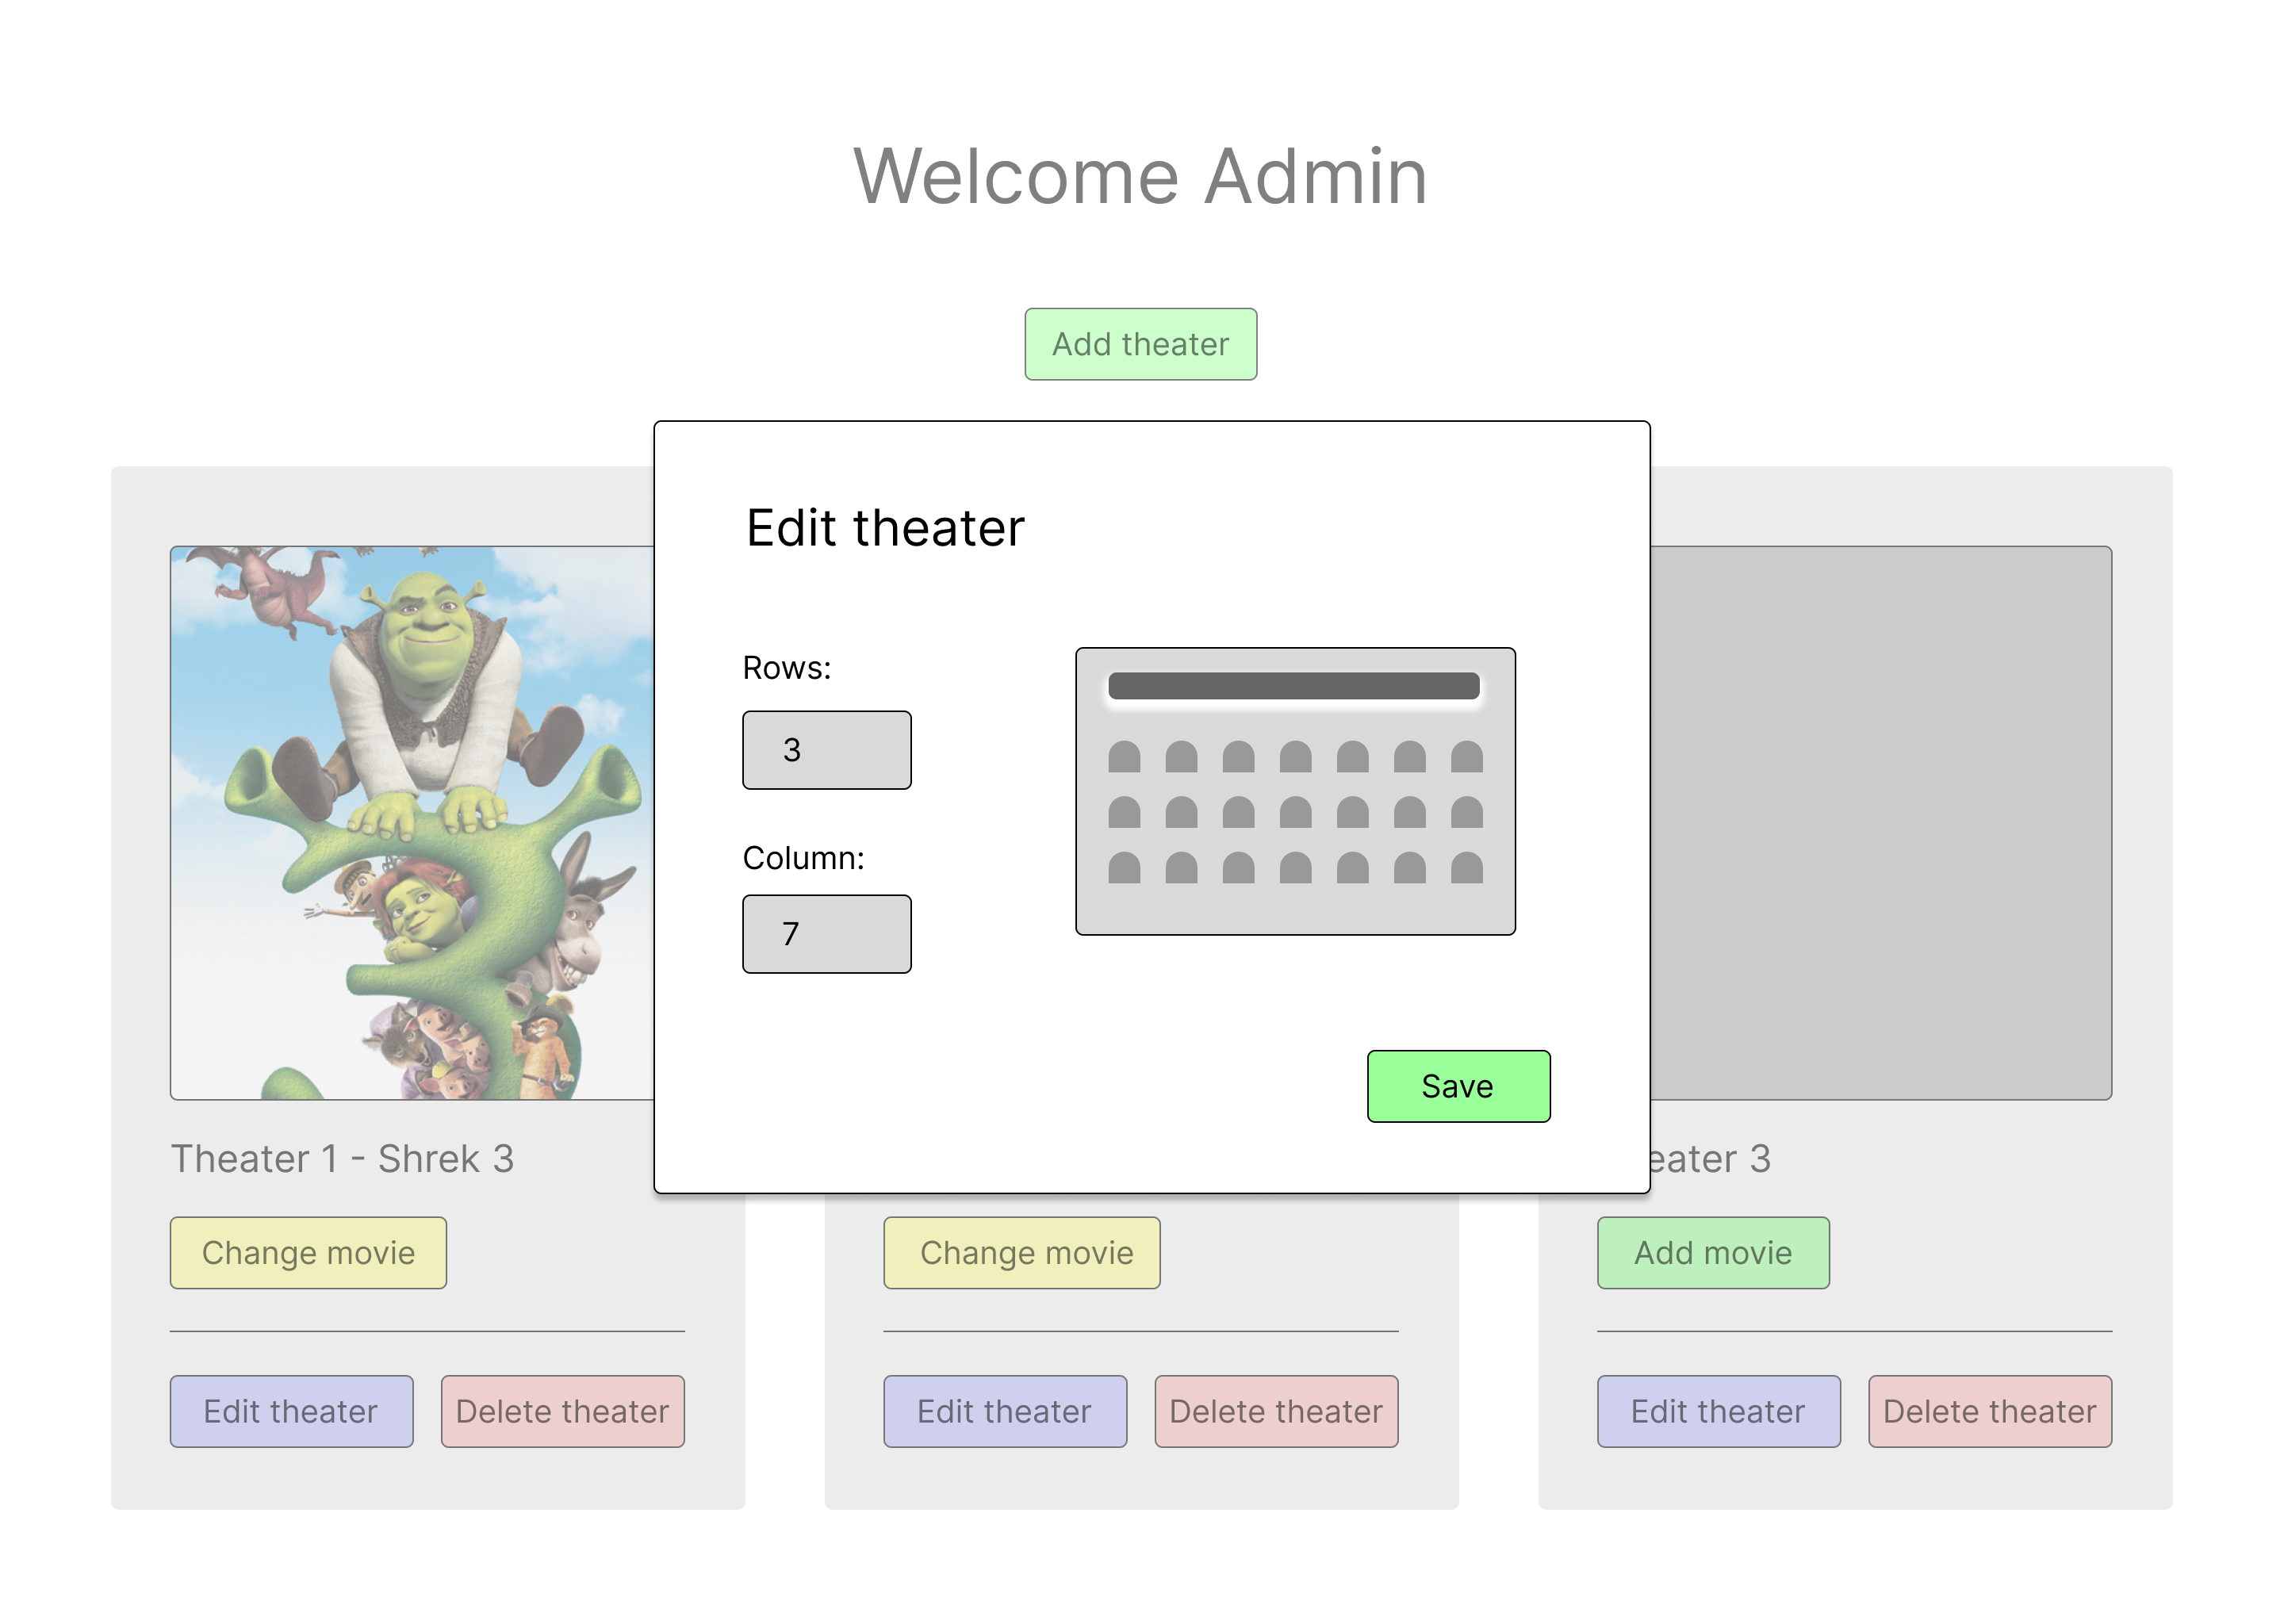 Welcome Admin
Add theater
Edit theater
Rows:
3
Column:
7
Save
Theater 1 - Shrek 3
eater 3
Change movie
Change movie
Add movie
Edit theater
Delete theater
Edit theater
Delete theater
Edit theater
Delete theater